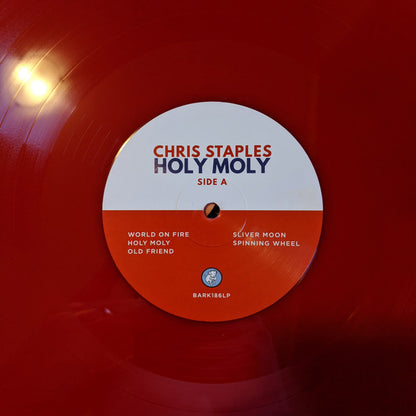 CHRIS STAPLES
HOLY MOLY
SIDE A
WORLD ON FIRE
HOLY MOLY
OLD FRIEND
SLIVER MOON
SPINNING WHEEL
BARK186LP